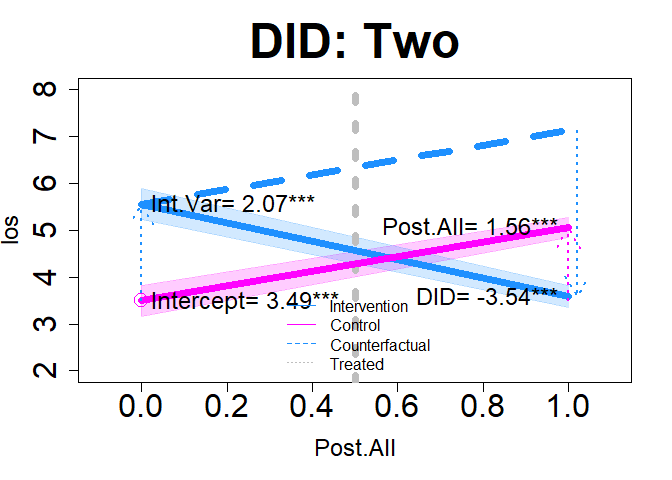 DID: Two
los
8
7
6
5
4
3
2
Int.Var= 2.07***
Post.All= 1.56***
Intercept= 3.49***
DID= -3.54***
Intervention
Control
Counterfactual
Treated
0.0 0.2 0.4 0.6 0.8 1.0
Post.All